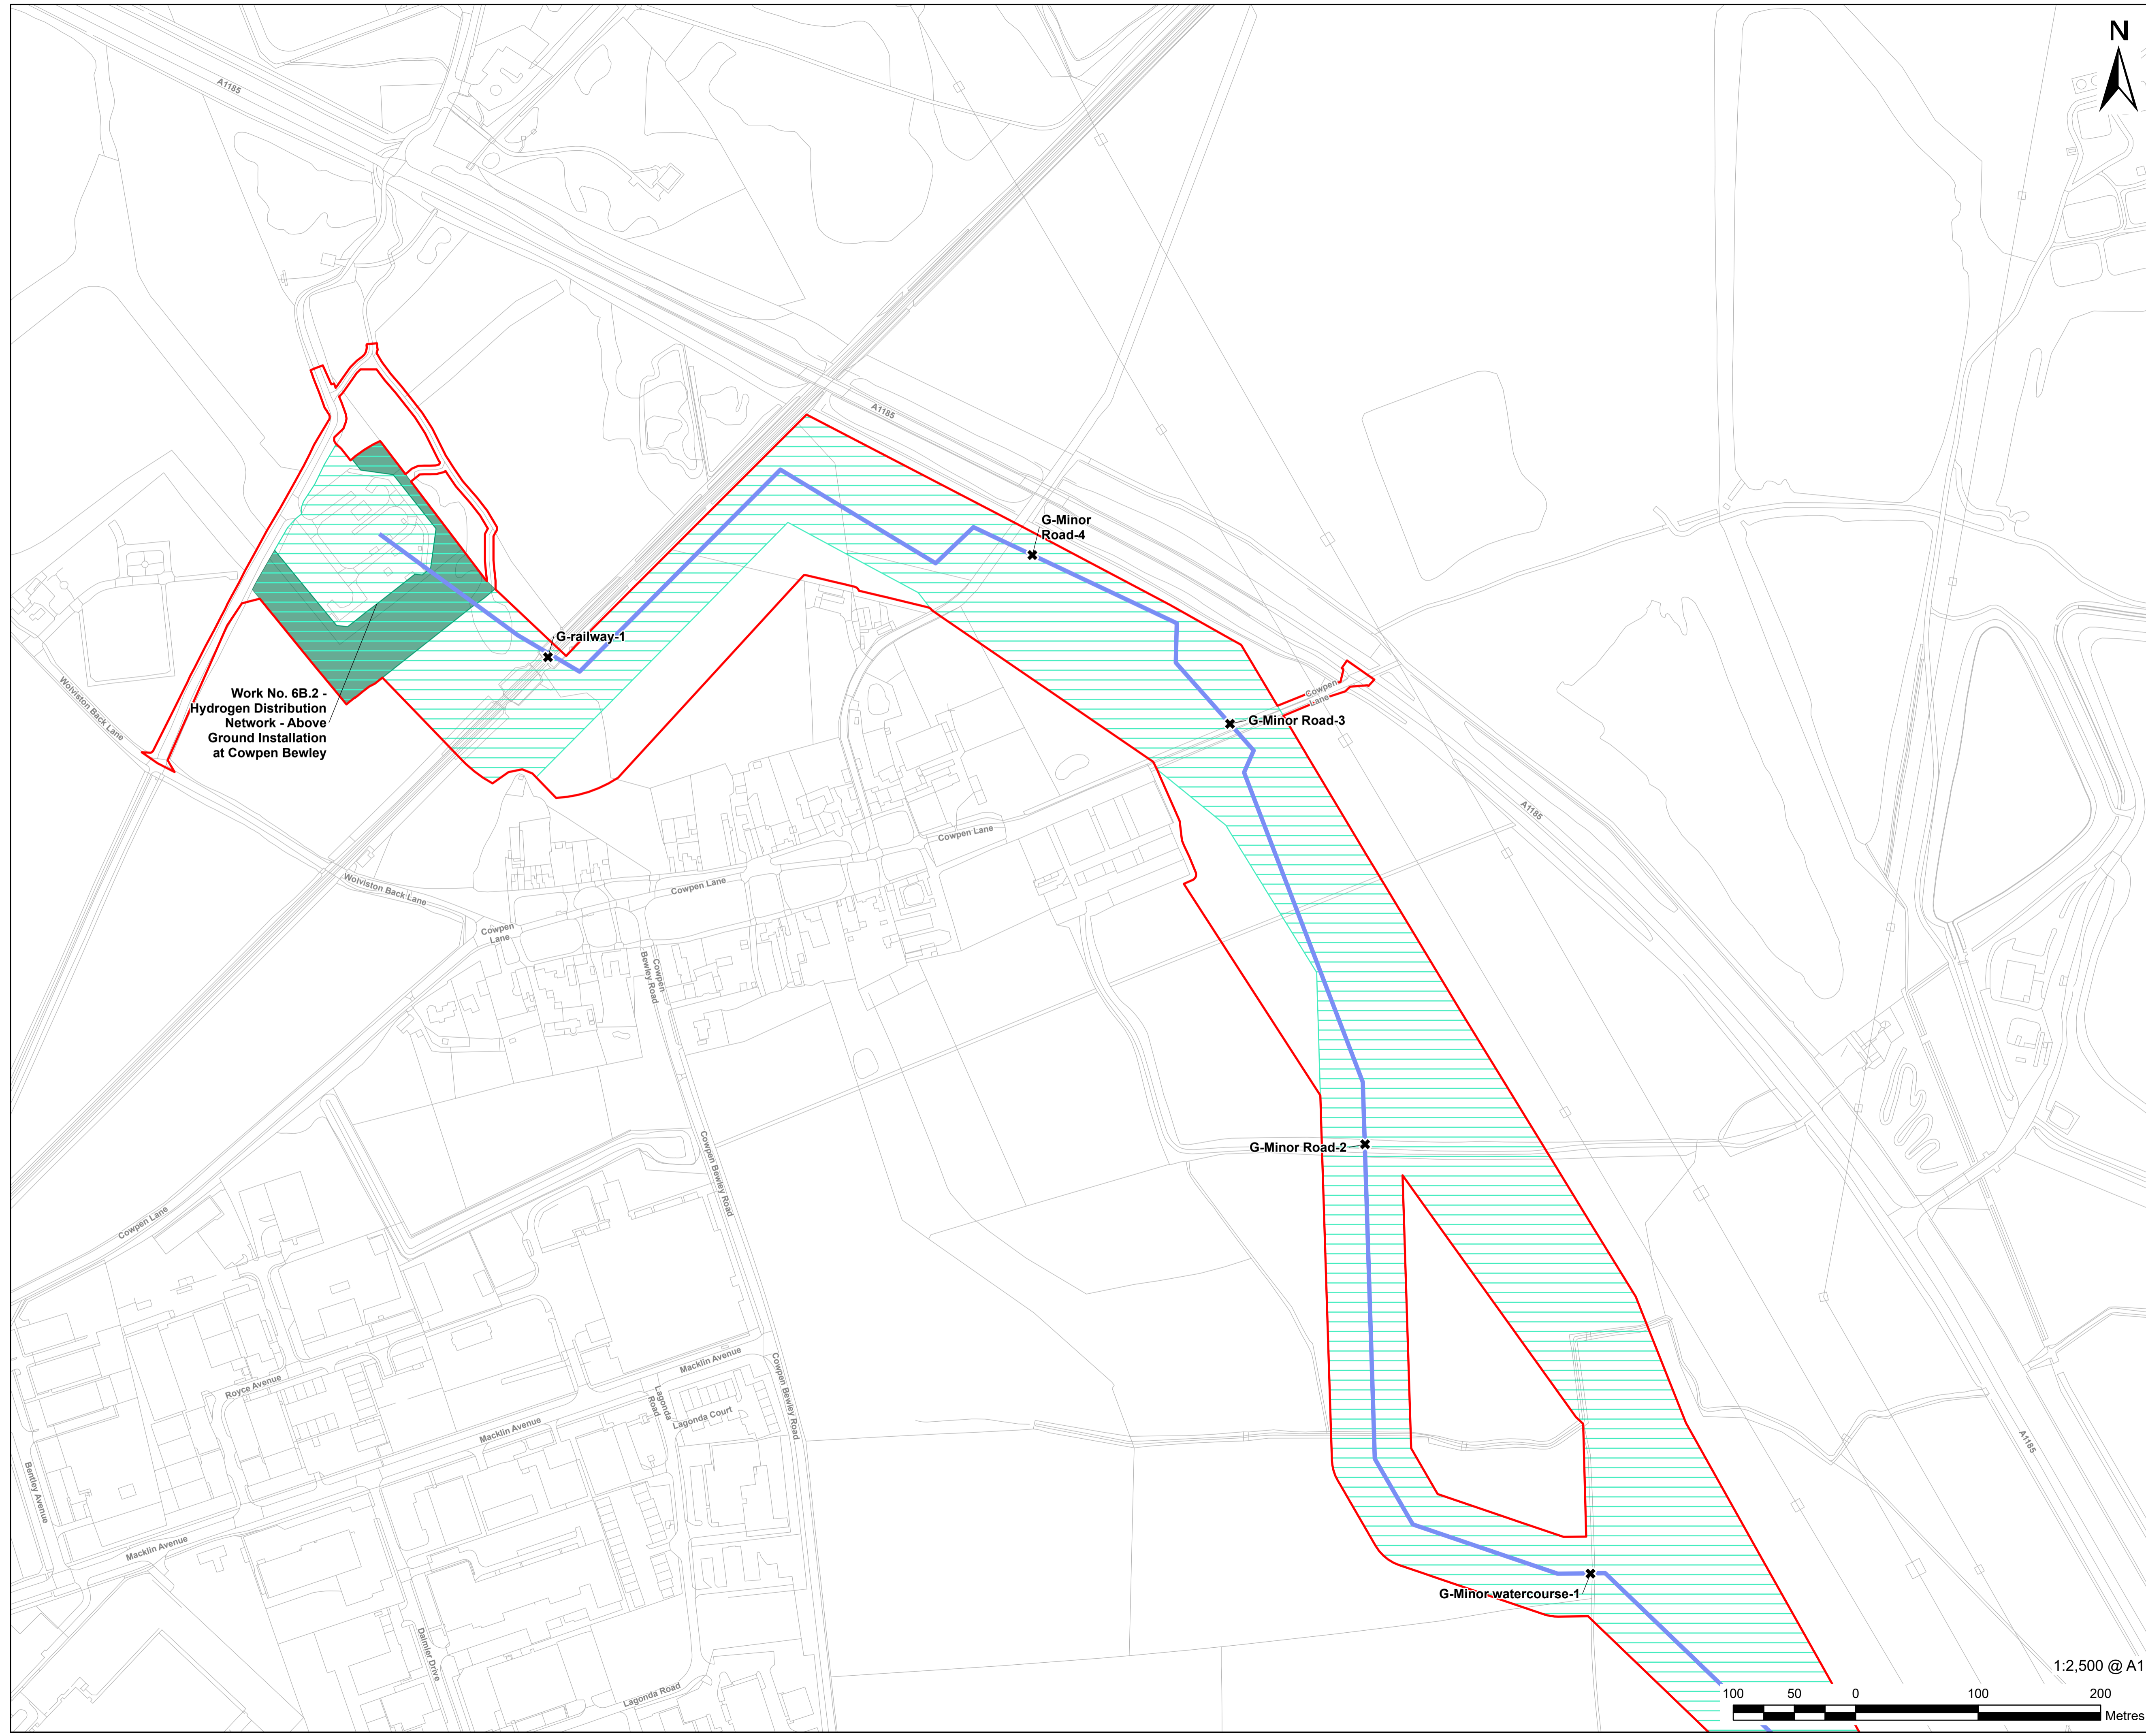 N
A1185
A1185
G-Minor
Road-4
G-railway-1
Cowpen
Lane
Work No. 6B.2 -
Hydrogen Distribution
Network - Above
Ground Installation
at Cowpen Bewley
Wolviston Back Lane
G-Minor Road-3
A1185
Cowpen Lane
Wolviston Back Lane
Cowpen Lane
Cowpen
Lane
Cowpen
Bewley Road
G-Minor Road-2
Cowpen Bewley Road
Cowpen Lane
Macklin Avenue
Cowpen Bewley Road
Royce Avenue
Lagonda
Road
Lagonda Court
Macklin Avenue
A1185
Bentley Avenue
Macklin Avenue
G-Minor watercourse-1
Daimler Drive
Lagonda Road
1:2,500 @ A1
100 50 0 100 200
Metres